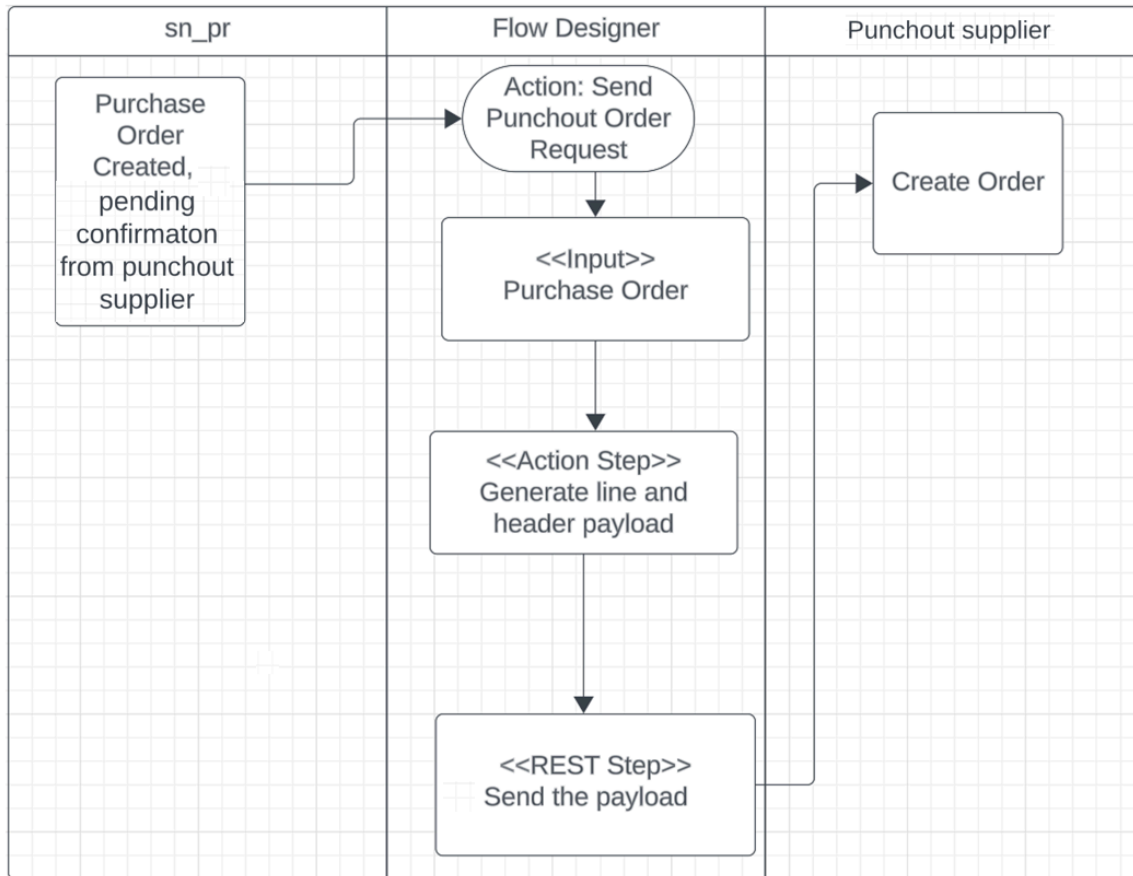 sn_pr
Flow Designer
Punchout supplier
Purchase
Order
Created,
pending
confirmaton
from punchout
supplier
Action: Send
Punchout Order
Request
<<Input>>
Purchase Order
<<Action Step>>
Generate line and
header payload
<<REST Step>>
Send the payload
Create Order